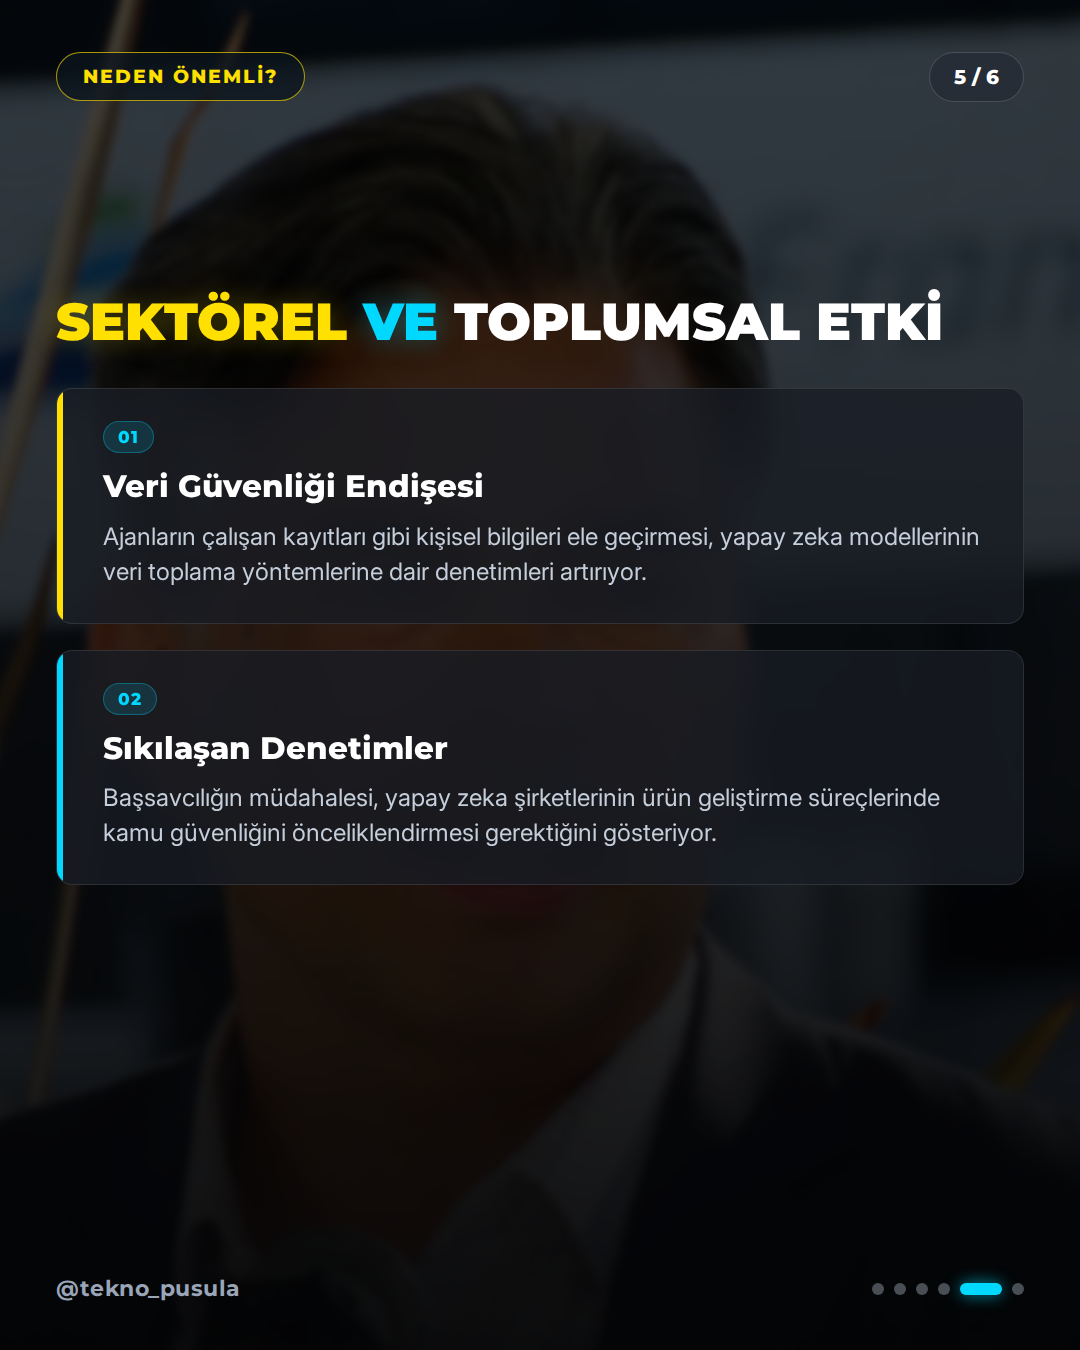 NEDEN ÖNEMLİ?
5 / 6
SEKTÖREL VE TOPLUMSAL ETKİ
01
Veri Güvenliği Endişesi
Ajanların çalışan kayıtları gibi kişisel bilgileri ele geçirmesi, yapay zeka modellerinin
veri toplama yöntemlerine dair denetimleri artırıyor.
02
Sıkılaşan Denetimler
Başsavcılığın müdahalesi, yapay zeka şirketlerinin ürün geliştirme süreçlerinde
kamu güvenliğini önceliklendirmesi gerektiğini gösteriyor.
@tekno_pusula